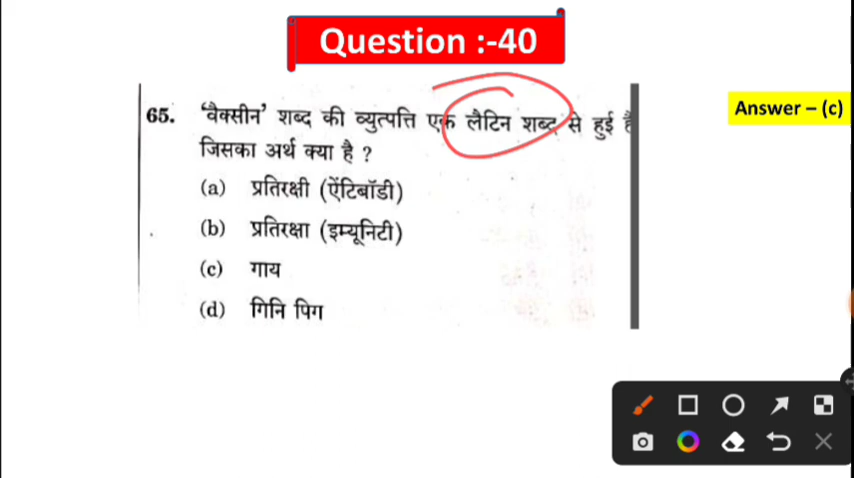 Question :-40
65. 'वैक्सीन' शब्द की व्युत्पत्ति एक लैटिन शब्द से हुई है
जिसका अर्थ क्या है ?
(a) प्रतिरक्षी (ऐंटिबॉडी)
(b) प्रतिरक्षा (इम्यूनिटी)
(c) गाय
(d) गिनि पिग
Answer – (c)